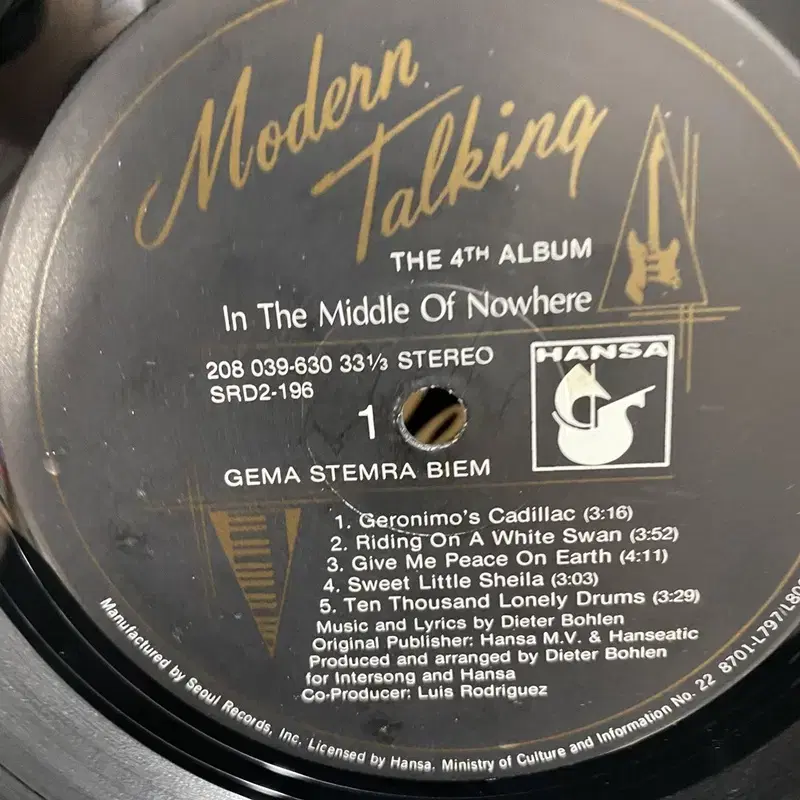 Modern
Talking
THE 4TH ALBUM
In The Middle Of Nowhere
208 039-630 33⅓ STEREO
SRD2-196
HANSA
1
GEMA STEMRA BIEM
1. Geronimo's Cadillac (3:16)
2. Riding On A White Swan (3:52)
3. Give Me Peace On Earth (4:11)
4. Sweet Little Sheila (3:03)
5. Ten Thousand Lonely Drums (3:29)
Music and Lyrics by Dieter Bohlen
Original Publisher: Hansa M.V. & Hanseatic
Produced and arranged by Dieter Bohlen
for Intersong and Hansa
Co-Producer: Luis Rodriguez
Manufactured by Seoul Records, Inc. Licensed by Hansa. Ministry of Culture and Information No. 22